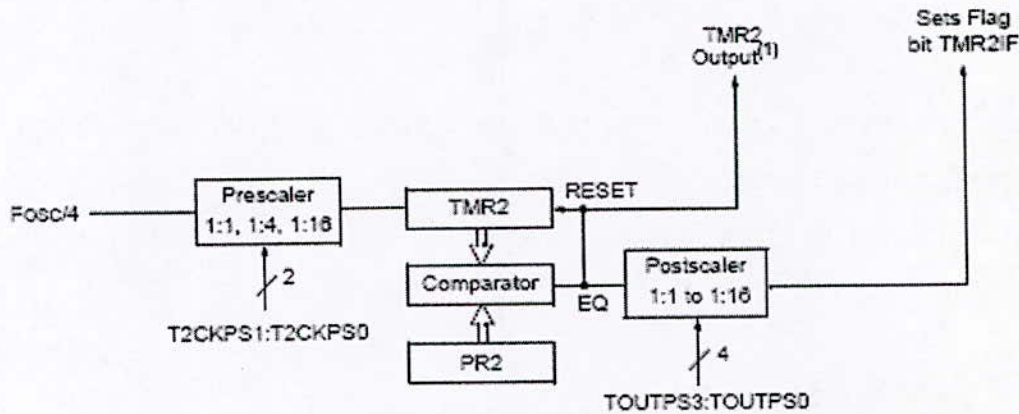 Sets Flag
bit TMR2IF
TMR2
Output(1)
Prescaler
1:1, 1:4, 1:16
Fosc/4
TMR2
RESET
Comparator
EQ
Postscaler
1:1 to 1:16
2
T2CKPS1:T2CKPS0
PR2
4
TOUTPS3:TOUTPS0